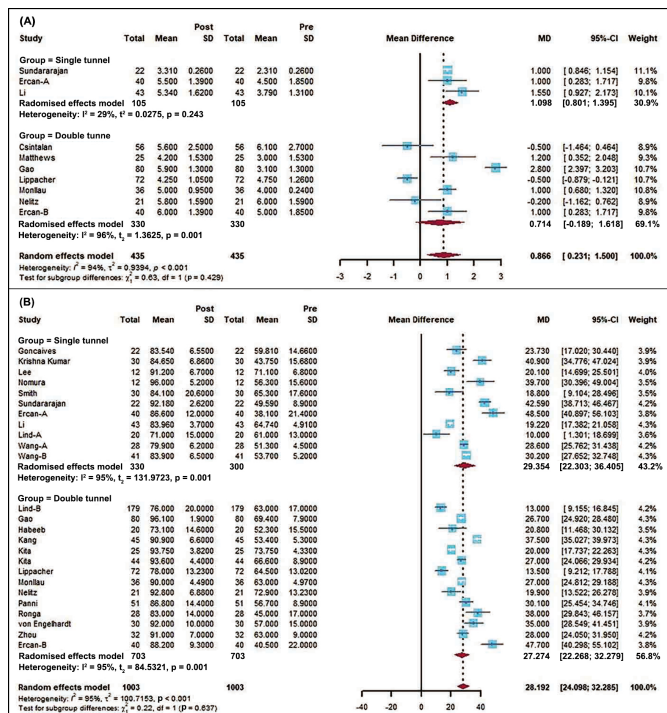 (A)
Post Pre
Study Total Mean SD Total Mean SD Mean Difference MD 95%-CI Weight
Group = Single tunnel
Sundararajan 22 3.310 0.2600 22 2.310 0.2600 1.000 [ 0.846; 1.154] 11.1%
Ercan-A 40 5.500 1.3900 40 4.500 1.8500 1.000 [ 0.283; 1.717] 9.9%
Li 43 5.340 1.6200 43 3.790 1.3100 1.550 [ 0.927; 2.173] 10.0%
Radomised effects model 105 105 1.098 [0.801; 1.395] 30.9%
Heterogeneity: I² = 29%, t² = 0.0275, p = 0.243
Group = Double tunne
Csintalan 56 5.600 2.5000 56 6.100 2.7000 -0.500 [ -1.464; 0.464] 8.9%
Matthews 25 4.200 1.5300 25 3.000 1.5300 1.200 [ 0.352; 2.048] 9.3%
Gao 80 5.900 1.3000 80 3.100 1.3000 2.800 [ 2.397; 3.203] 10.7%
Lippacher 72 4.250 1.0500 72 4.750 1.2600 -0.500 [ -0.879; -0.121] 10.7%
Monllau 36 5.000 0.9500 36 4.000 0.2400 1.000 [ 0.680; 1.320] 10.8%
Nelitz 21 5.800 1.5900 21 6.000 1.5900 -0.200 [ -1.162; 0.762] 8.9%
Ercan-B 40 6.000 1.3900 40 5.000 1.8500 1.000 [ 0.283; 1.717] 9.9%
Radomised effects model 330 330 0.714 [-0.189; 1.618] 69.1%
Heterogeneity: I² = 96%, t₂ = 1.3625, p = 0.001
Random effects model 435 435 0.866 [ 0.231; 1.500] 100.0%
Heterogeneity: I² = 94%, τ² = 0.9394, p < 0.001
Test for subgroup differences: χ²₁ = 0.63, df = 1 (p = 0.429)
-3 -2 -1 0 1 2 3
(B)
Post Pre
Study Total Mean SD Total Mean SD Mean Difference MD 95%-CI Weight
Group = Single tunnel
Goncaives 22 83.540 6.5500 22 59.810 14.6600 23.730 [17.020; 30.440] 3.9%
Krishna Kumar 30 84.650 6.8600 30 43.750 15.6800 40.900 [34.776; 47.024] 4.0%
Lee 12 91.200 6.7000 12 71.100 6.8000 20.100 [14.699; 25.501] 4.1%
Nomura 12 96.000 5.2000 12 56.300 15.6000 39.700 [30.396; 49.004] 3.4%
Smith 30 84.100 20.6000 30 65.300 17.6000 18.800 [ 9.104; 28.496] 3.4%
Sundararajan 22 92.180 2.6200 22 49.590 8.9000 42.590 [38.713; 46.467] 4.3%
Ercan-A 40 86.600 12.0000 40 38.100 21.4000 48.500 [40.897; 56.103] 3.7%
Li 43 83.960 3.7000 43 64.740 4.9100 19.220 [17.382; 21.058] 4.5%
Lind-A 20 71.000 15.0000 20 61.000 13.0000 10.000 [ 1.301; 18.699] 3.5%
Wang-A 28 79.900 6.2000 28 51.300 4.5000 28.600 [25.762; 31.438] 4.4%
Wang-B 41 83.900 6.5000 41 53.700 5.2000 30.200 [27.652; 32.748] 4.4%
Radomised effects model 330 300 29.354 [22.303; 36.405] 43.2%
Heterogeneity: I² = 95%, t₂ = 131.9723, p = 0.001
Group = Double tunnel
Lind-B 179 76.000 20.0000 179 63.000 17.0000 13.000 [ 9.155; 16.845] 4.3%
Gao 80 96.100 1.9000 80 69.400 7.9000 26.700 [24.920; 28.480] 4.5%
Habeeb 20 73.100 14.6000 20 52.300 15.5000 20.800 [11.468; 30.132] 3.4%
Kang 45 90.900 6.6000 45 53.400 5.3000 37.500 [35.027; 39.973] 4.4%
Kita 25 93.750 3.8200 25 73.750 4.3300 20.000 [17.737; 22.263] 4.4%
Kita 44 93.600 4.4000 44 66.600 8.9000 27.000 [24.066; 29.934] 4.3%
Lippacher 72 78.000 13.2300 72 64.500 13.0200 13.500 [ 9.212; 17.788] 4.2%
Monllau 36 90.000 4.4900 36 63.000 4.9700 27.000 [24.812; 29.188] 4.4%
Nelitz 21 92.800 6.8800 21 72.900 13.2300 19.900 [13.522; 26.278] 4.0%
Panni 51 86.800 14.4000 51 56.700 8.9000 30.100 [25.454; 34.746] 4.2%
Ronga 28 83.000 14.0000 28 45.000 17.0000 38.000 [29.843; 46.157] 3.6%
von Engelhardt 30 92.000 10.0000 30 57.000 15.0000 35.000 [28.549; 41.451] 4.0%
Zhou 32 91.000 7.0000 32 63.000 9.0000 28.000 [24.050; 31.950] 4.3%
Ercan-B 40 88.200 9.3000 40 40.500 22.0000 47.700 [40.298; 55.102] 3.8%
Radomised effects model 703 703 27.274 [22.268; 32.279] 56.8%
Heterogeneity: I² = 95%, t₂ = 84.5321, p = 0.001
Random effects model 1003 1003 28.192 [24.098; 32.285] 100.0%
Heterogeneity: I² = 95%, τ² = 100.7153, p < 0.001
Test for subgroup differences: χ²₁ = 0.22, df = 1 (p = 0.637)
-40 -20 0 20 40